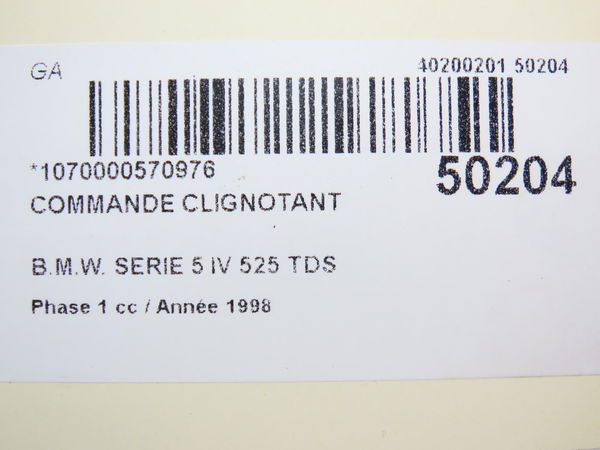 GA 40200201 50204
*1070000570976
50204
COMMANDE CLIGNOTANT
B.M.W. SERIE 5 IV 525 TDS
Phase 1 cc / Année 1998